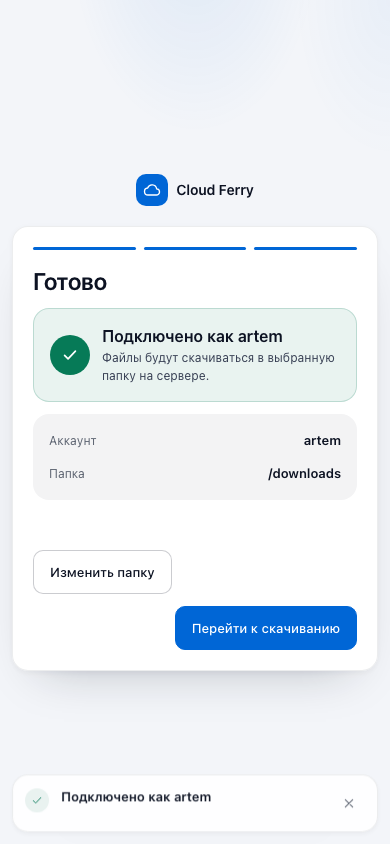 Cloud Ferry
Готово
Подключено как artem
Файлы будут скачиваться в выбранную
папку на сервере.
Аккаунт artem
Папка /downloads
Изменить папку
Перейти к скачиванию
Подключено как artem